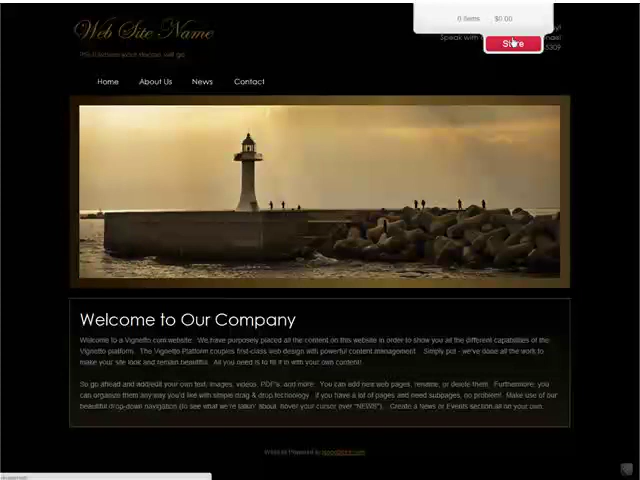 Web Site Name
0 items $0.00
Speak with
Store
5309
Home About Us News Contact
Welcome to Our Company
Welcome to a Vignetto.com website. We have purposely placed all the content on this website in order to show you all the different capabilities of the
Vignetto platform. The Vignetto Platform couples first-class web design with powerful content management. Simply put - we've done all the work to
make your site look and remain beautiful. All you need is to fill it in with your own content!
So go ahead and add/edit your own text, images, videos, PDF's, and more. You can add new web pages, rename, or delete them. Furthermore, you
can organize them any way you'd like with simple drag & drop technology. If you have a lot of pages and need subpages, no problem! Make use of our
beautiful drop-down navigation (to see what we're talkin' about, hover your cursor over "NEWS"). Create a News or Events section all on your own.
Website Powered by